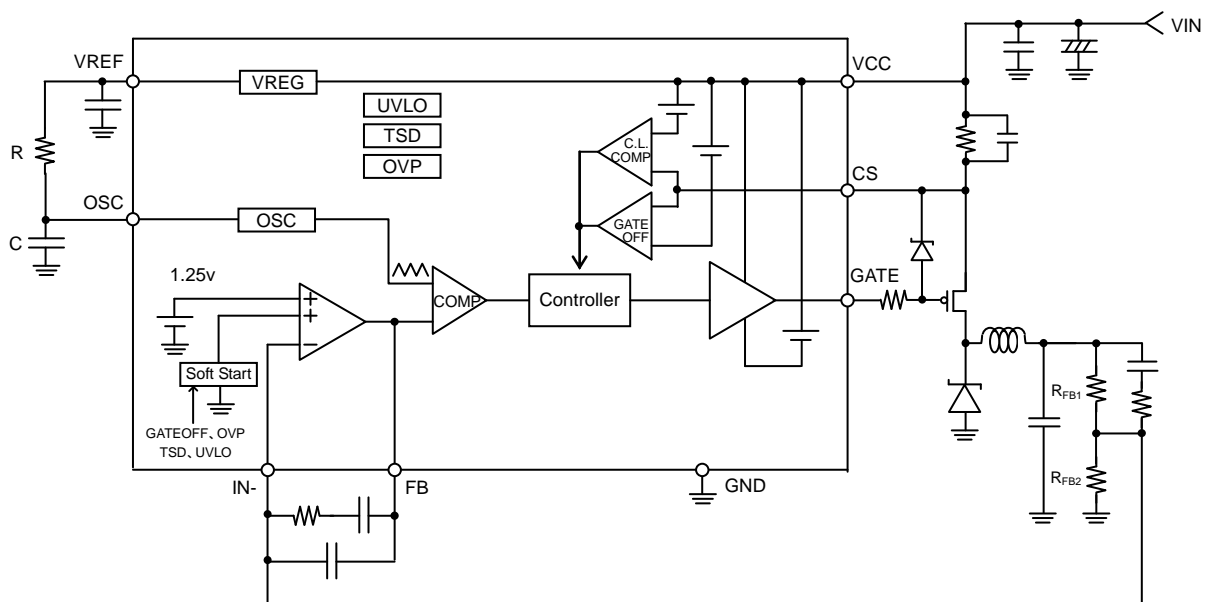 VIN
VREF
VREG
VCC
UVLO
TSD
OVP
R
C.L.
COMP
CS
OSC
OSC
GATE
OFF
C
1.25v
COMP
Controller
GATE
Soft Start
GATEOFF、OVP
TSD、UVLO
RFB1
RFB2
IN-
FB
GND